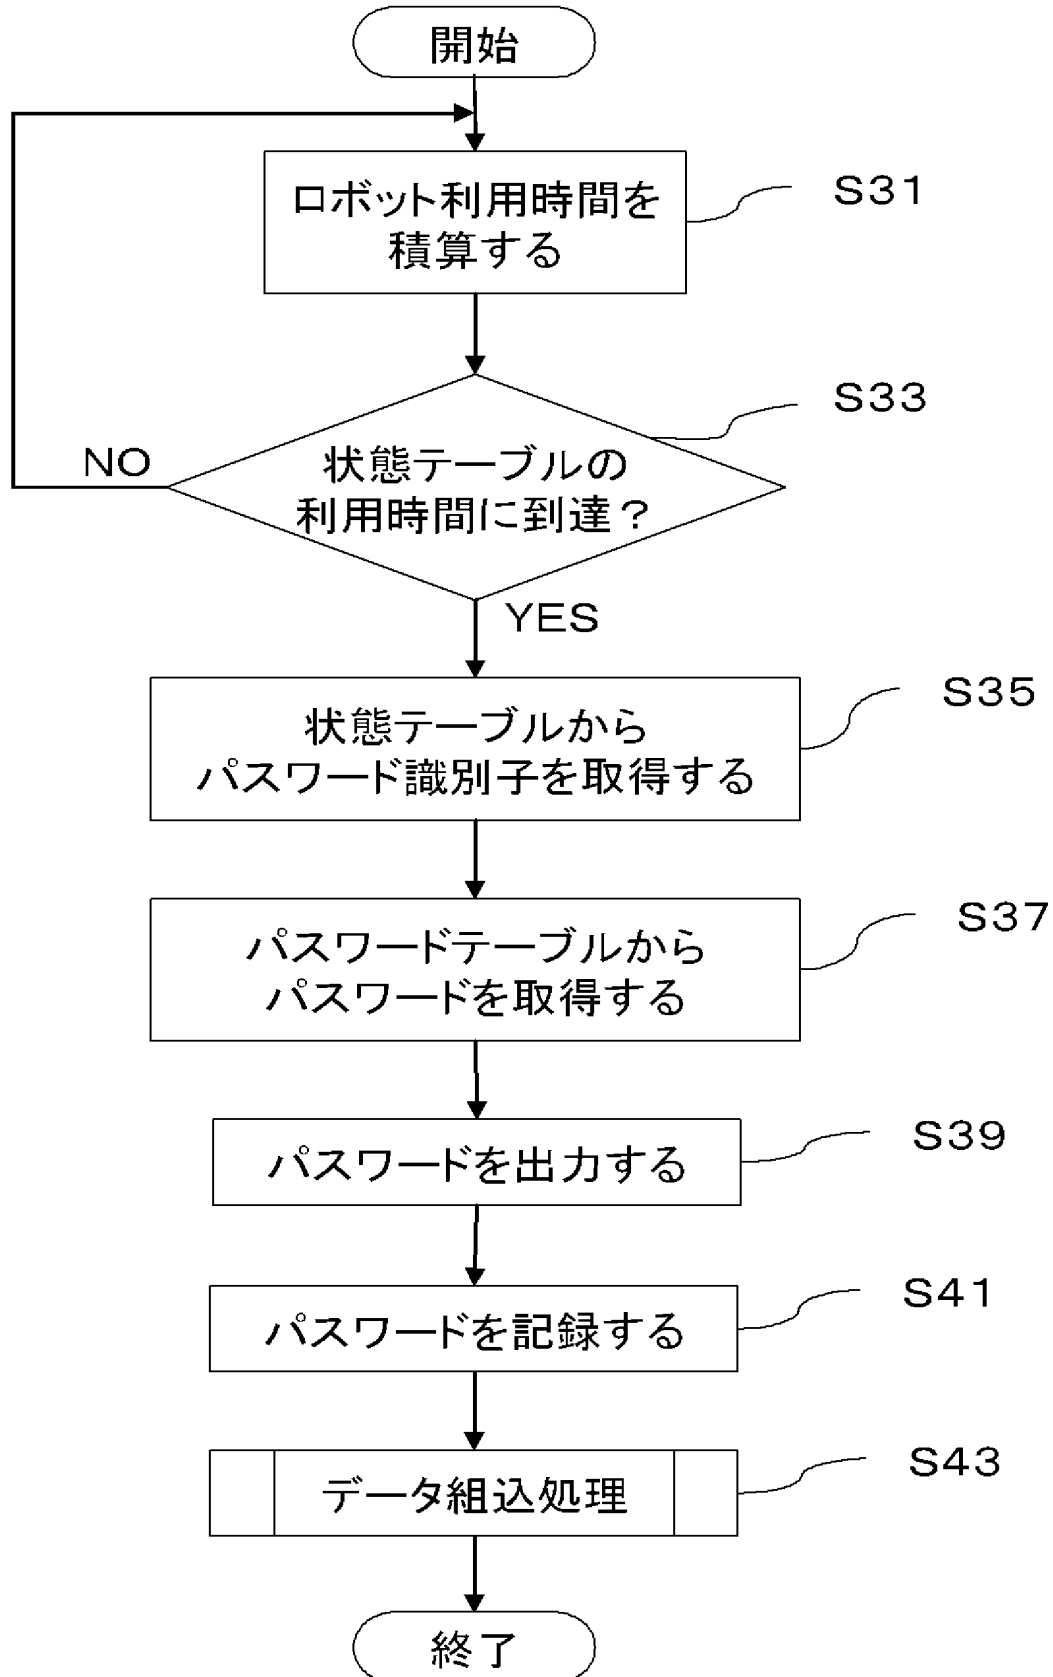 開始
ロボット利用時間を
積算する
S31
状態テーブルの
利用時間に到達？
S33
NO
YES
状態テーブルから
パスワード識別子を取得する
S35
パスワードテーブルから
パスワードを取得する
S37
パスワードを出力する
S39
パスワードを記録する
S41
データ組込処理
S43
終了